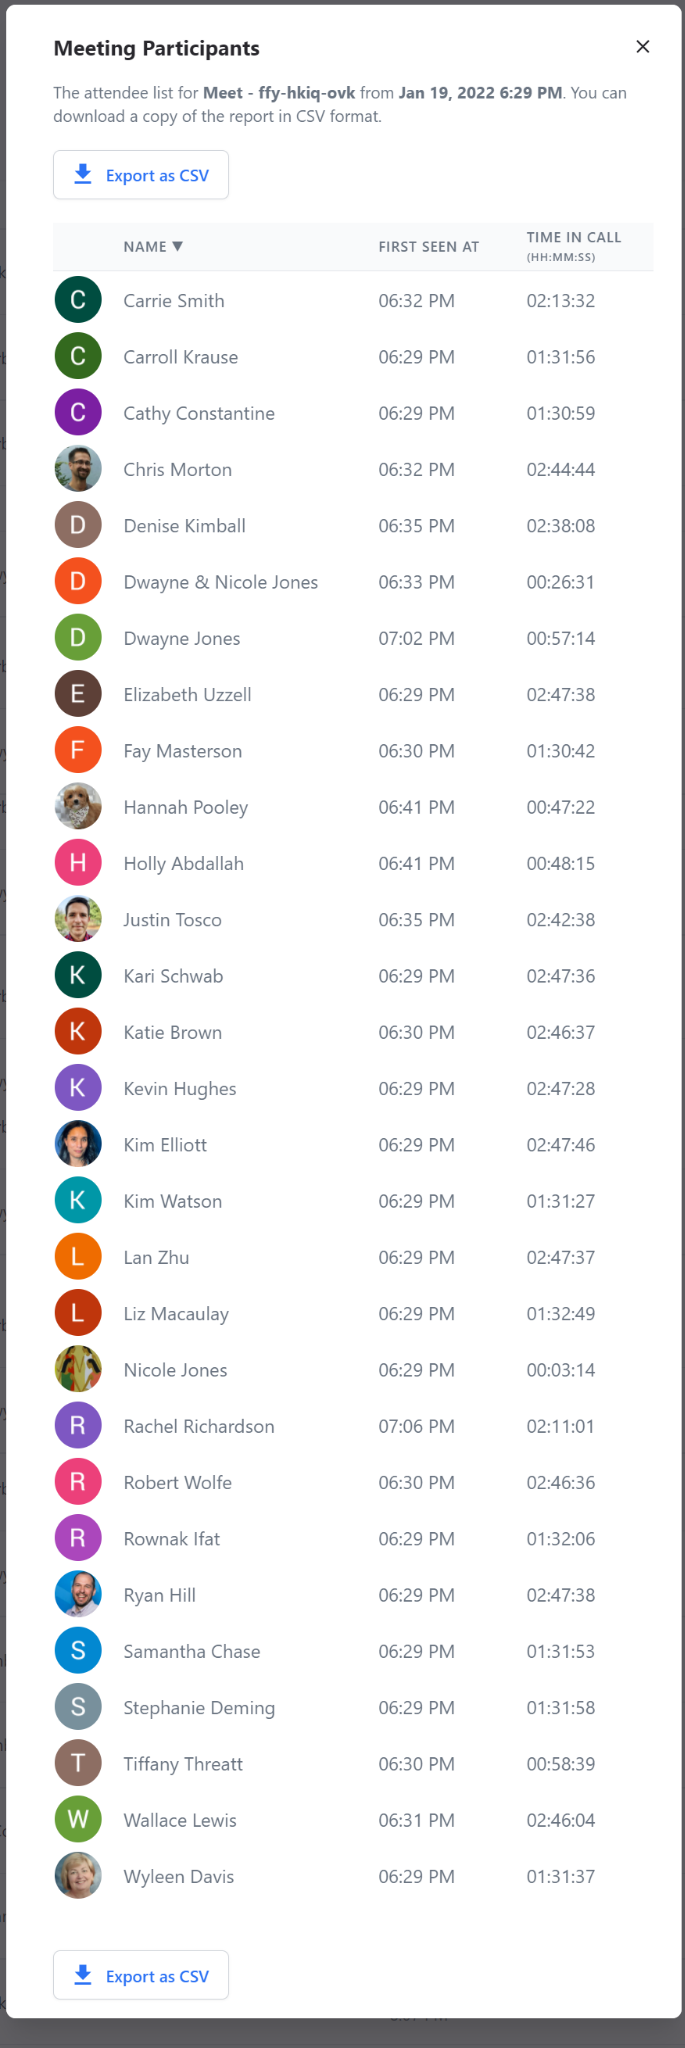 Meeting Participants
The attendee list for Meet - ffy-hkiq-ovk from Jan 19, 2022 6:29 PM. You can
download a copy of the report in CSV format.
Export as CSV
NAME ▼ FIRST SEEN AT TIME IN CALL
(HH:MM:SS)
C Carrie Smith 06:32 PM 02:13:32
C Carroll Krause 06:29 PM 01:31:56
C Cathy Constantine 06:29 PM 01:30:59
Chris Morton 06:32 PM 02:44:44
D Denise Kimball 06:35 PM 02:38:08
D Dwayne & Nicole Jones 06:33 PM 00:26:31
D Dwayne Jones 07:02 PM 00:57:14
E Elizabeth Uzzell 06:29 PM 02:47:38
F Fay Masterson 06:30 PM 01:30:42
Hannah Pooley 06:41 PM 00:47:22
H Holly Abdallah 06:41 PM 00:48:15
Justin Tosco 06:35 PM 02:42:38
K Kari Schwab 06:29 PM 02:47:36
K Katie Brown 06:30 PM 02:46:37
K Kevin Hughes 06:29 PM 02:47:28
Kim Elliott 06:29 PM 02:47:46
K Kim Watson 06:29 PM 01:31:27
L Lan Zhu 06:29 PM 02:47:37
L Liz Macaulay 06:29 PM 01:32:49
Nicole Jones 06:29 PM 00:03:14
R Rachel Richardson 07:06 PM 02:11:01
R Robert Wolfe 06:30 PM 02:46:36
R Rownak Ifat 06:29 PM 01:32:06
Ryan Hill 06:29 PM 02:47:38
S Samantha Chase 06:29 PM 01:31:53
S Stephanie Deming 06:29 PM 01:31:58
T Tiffany Threatt 06:30 PM 00:58:39
W Wallace Lewis 06:31 PM 02:46:04
Wyleen Davis 06:29 PM 01:31:37
Export as CSV